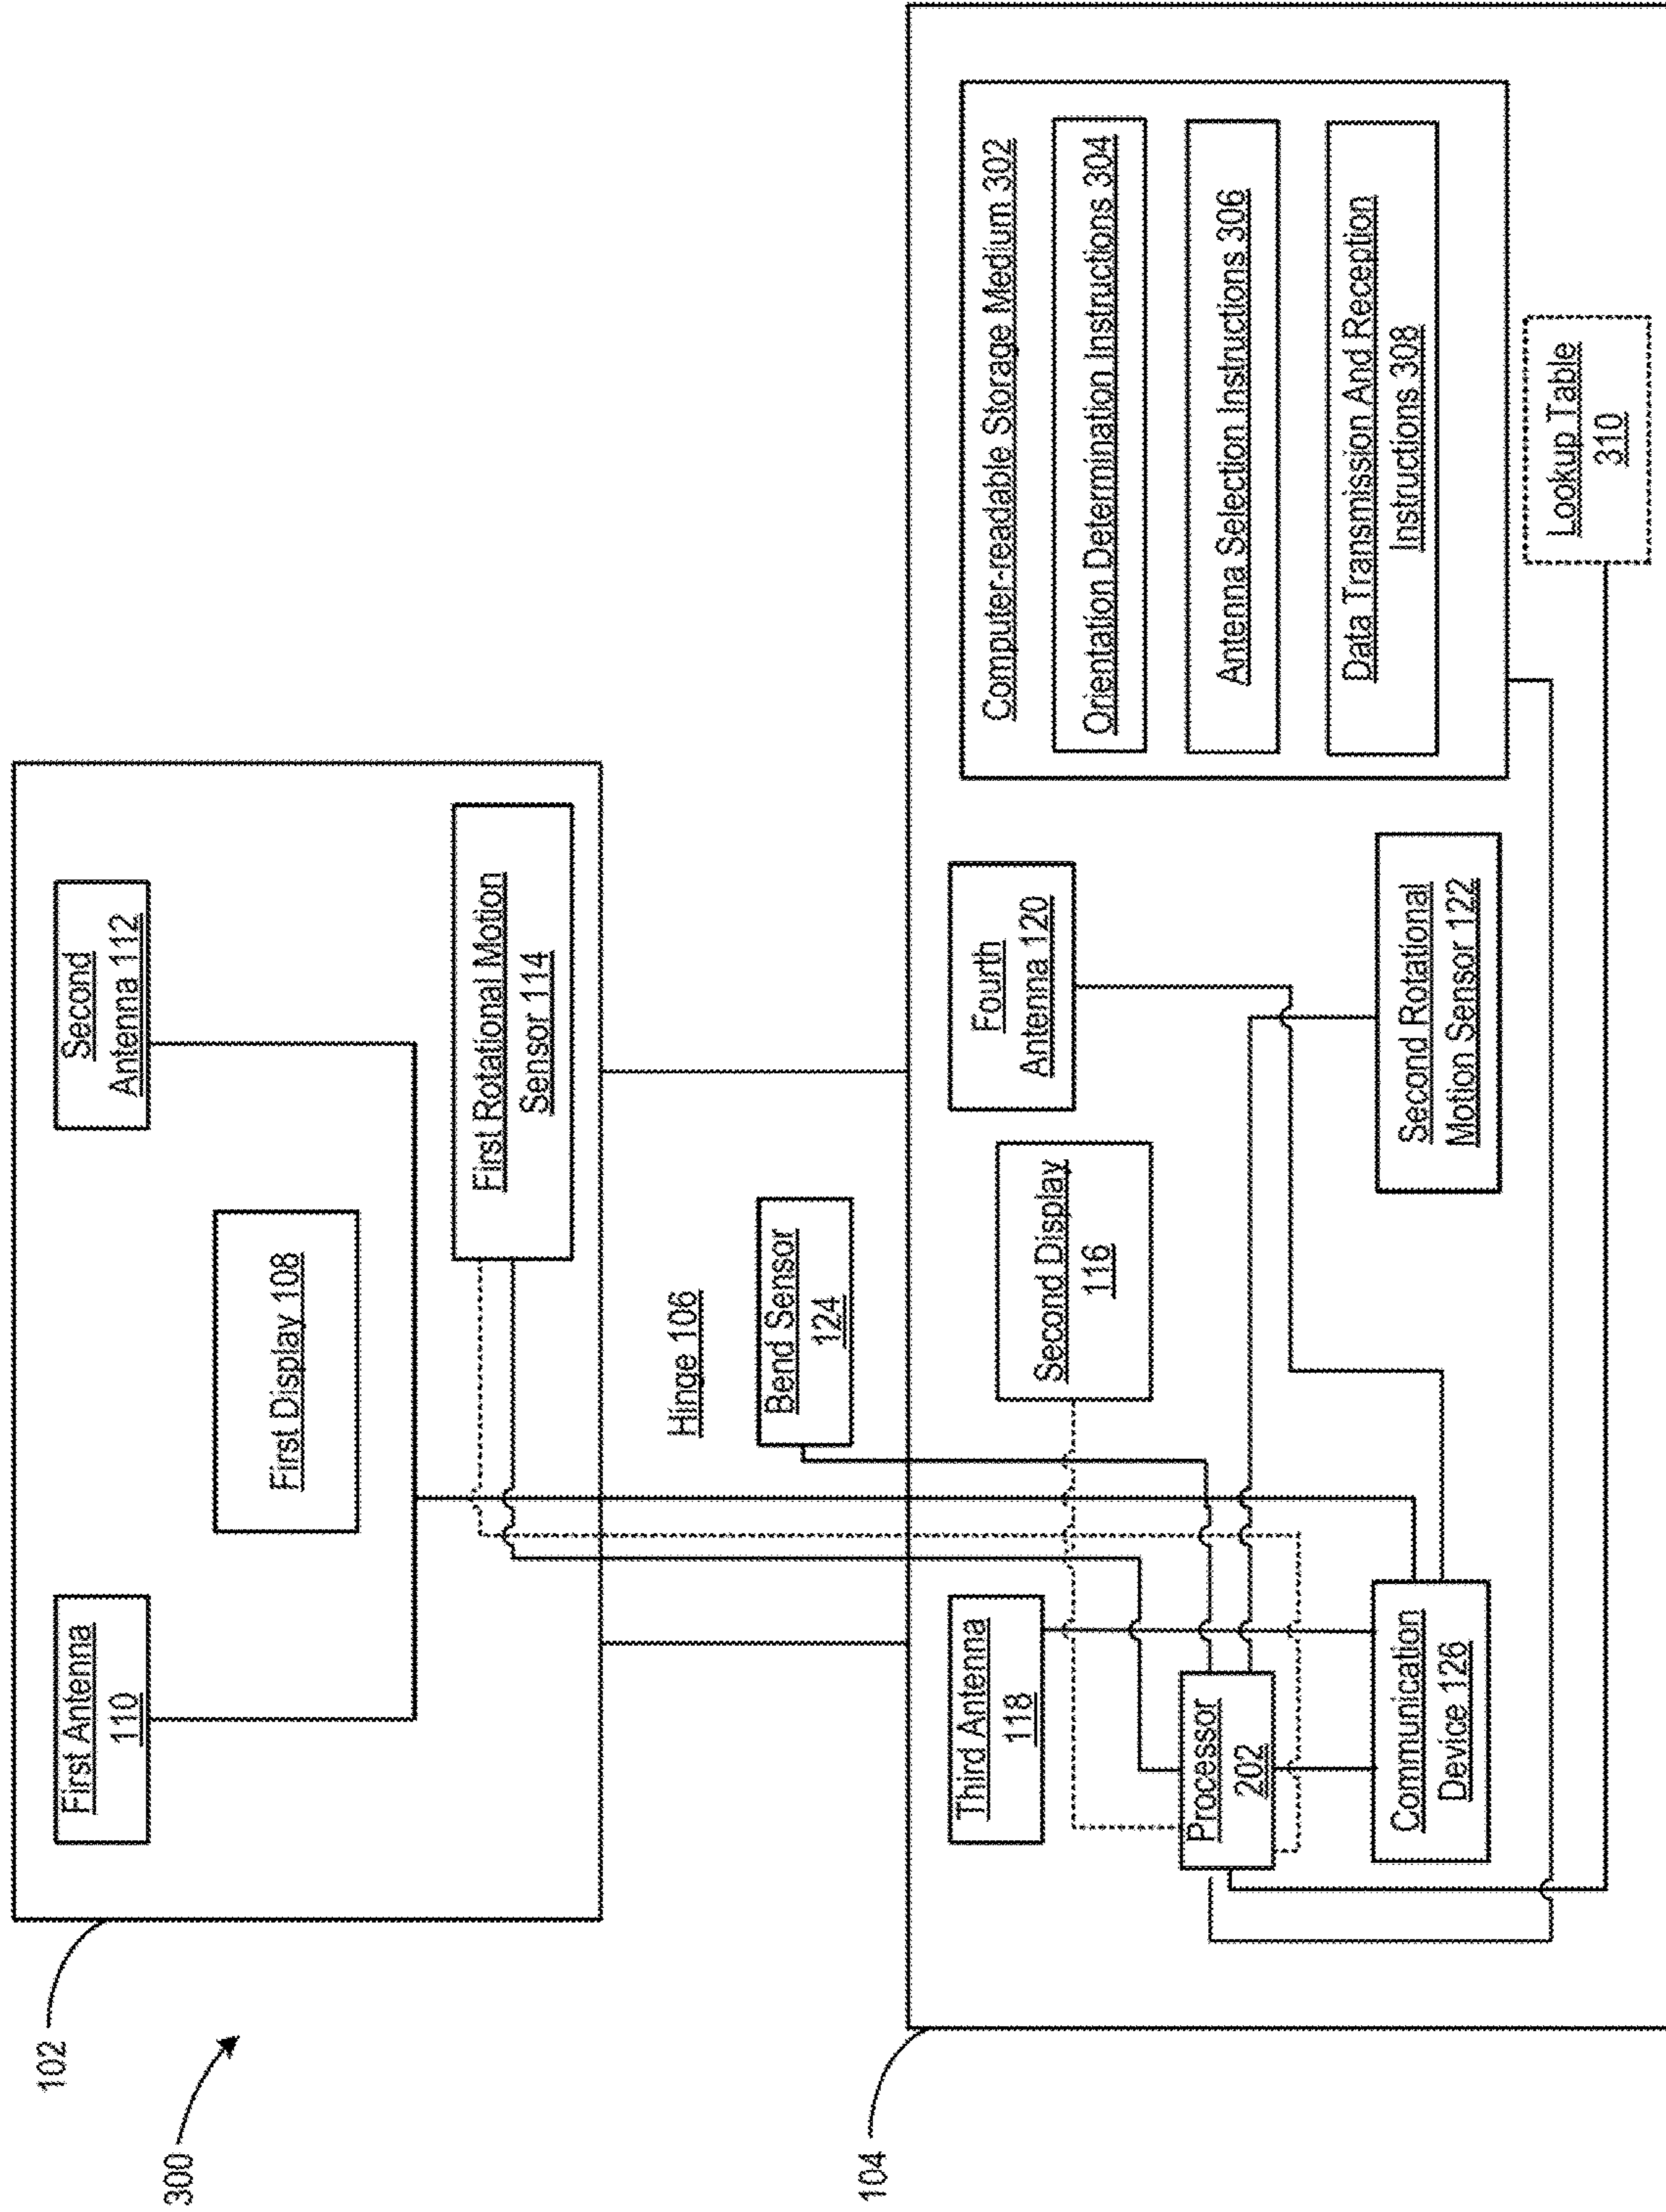 300
102
First Antenna
110
Second
Antenna 112
First Display 108
First Rotational Motion
Sensor 114
Hinge 106
Bend Sensor
124
104
Third Antenna
118
Second Display
116
Fourth
Antenna 120
Processor
202
Communication
Device 126
Second Rotational
Motion Sensor 122
Computer-readable Storage Medium 302
Orientation Determination Instructions 304
Antenna Selection Instructions 306
Data Transmission And Reception
Instructions 308
Lookup Table
310